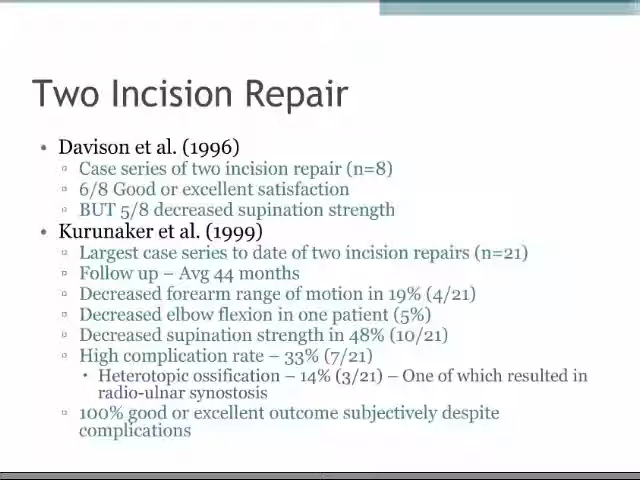 Two Incision Repair
• Davison et al. (1996)
▫ Case series of two incision repair (n=8)
▫ 6/8 Good or excellent satisfaction
▫ BUT 5/8 decreased supination strength
• Kurunaker et al. (1999)
▫ Largest case series to date of two incision repairs (n=21)
▫ Follow up – Avg 44 months
▫ Decreased forearm range of motion in 19% (4/21)
▫ Decreased elbow flexion in one patient (5%)
▫ Decreased supination strength in 48% (10/21)
▫ High complication rate – 33% (7/21)
• Heterotopic ossification – 14% (3/21) – One of which resulted in
radio-ulnar synostosis
▫ 100% good or excellent outcome subjectively despite
complications